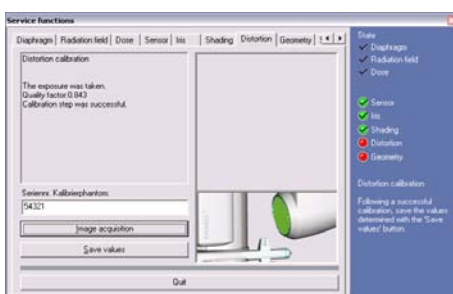 Service functions
Diaphragm Radiation field Dose Sensor Iris Shading Distortion Geometry
Distortion calibration
The exposure was taken.
Quality factor:0.843
Calibration step was successful.
Seriennr. Kalibrierphantom:
54321
Image acquisition
Save values
Quit
State
Diaphragm
Radiation field
Dose
Sensor
Iris
Shading
Distortion
Geometry
Distortion calibration
Following a successful
calibration, save the values
determined with the 'Save
values' button.